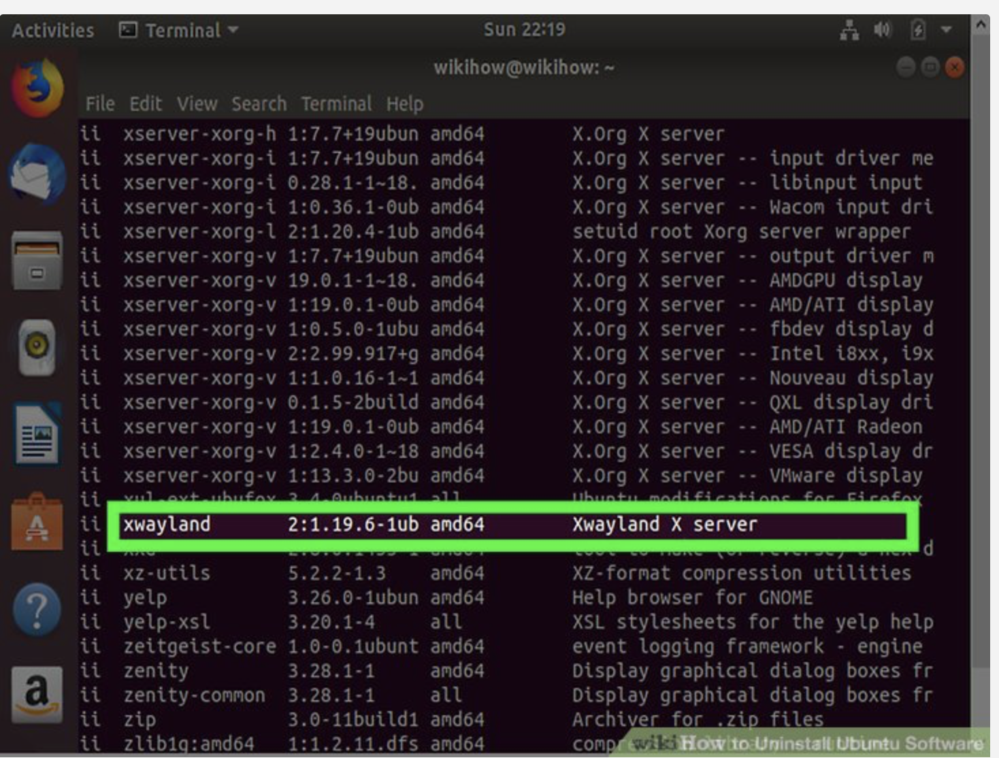 Activities Terminal Sun 22:19
wikihow@wikihow: ~
File Edit View Search Terminal Help
ii xserver-xorg-h 1:7.7+19ubun amd64 X.Org X server
ii xserver-xorg-i 1:7.7+19ubun amd64 X.Org X server -- input driver me
ii xserver-xorg-i 0.28.1-1~18. amd64 X.Org X server -- libinput input
ii xserver-xorg-i 1:0.36.1-0ub amd64 X.Org X server -- Wacom input dri
ii xserver-xorg-l 2:1.20.4-1ub amd64 setuid root Xorg server wrapper
ii xserver-xorg-v 1:7.7+19ubun amd64 X.Org X server -- output driver m
ii xserver-xorg-v 19.0.1-1~18. amd64 X.Org X server -- AMDGPU display
ii xserver-xorg-v 1:19.0.1-0ub amd64 X.Org X server -- AMD/ATI display
ii xserver-xorg-v 1:0.5.0-1ubu amd64 X.Org X server -- fbdev display d
ii xserver-xorg-v 2:2.99.917+g amd64 X.Org X server -- Intel i8xx, i9x
ii xserver-xorg-v 1:1.0.16-1~1 amd64 X.Org X server -- Nouveau display
ii xserver-xorg-v 0.1.5-2build amd64 X.Org X server -- QXL display dri
ii xserver-xorg-v 1:19.0.1-0ub amd64 X.Org X server -- AMD/ATI Radeon
ii xserver-xorg-v 1:2.4.0-1~18 amd64 X.Org X server -- VESA display dr
ii xserver-xorg-v 1:13.3.0-2bu amd64 X.Org X server -- VMware display
ii xul-ext-ubufox 3.4-0ubuntu1 all Ubuntu modifications for Firefox
ii xwayland 2:1.19.6-1ub amd64 Xwayland X server
ii d
ii xz-utils 5.2.2-1.3 amd64 XZ-format compression utilities
ii yelp 3.26.0-1ubun amd64 Help browser for GNOME
ii yelp-xsl 3.20.1-4 all XSL stylesheets for the yelp help
ii zeitgeist-core 1.0-0.1ubunt amd64 event logging framework - engine
ii zenity 3.28.1-1 amd64 Display graphical dialog boxes fr
ii zenity-common 3.28.1-1 all Display graphical dialog boxes fr
ii zip 3.0-11build1 amd64 Archiver for .zip files
ii zlib1g:amd64 1:1.2.11.dfs amd64
wikiHow to Uninstall Ubuntu Software